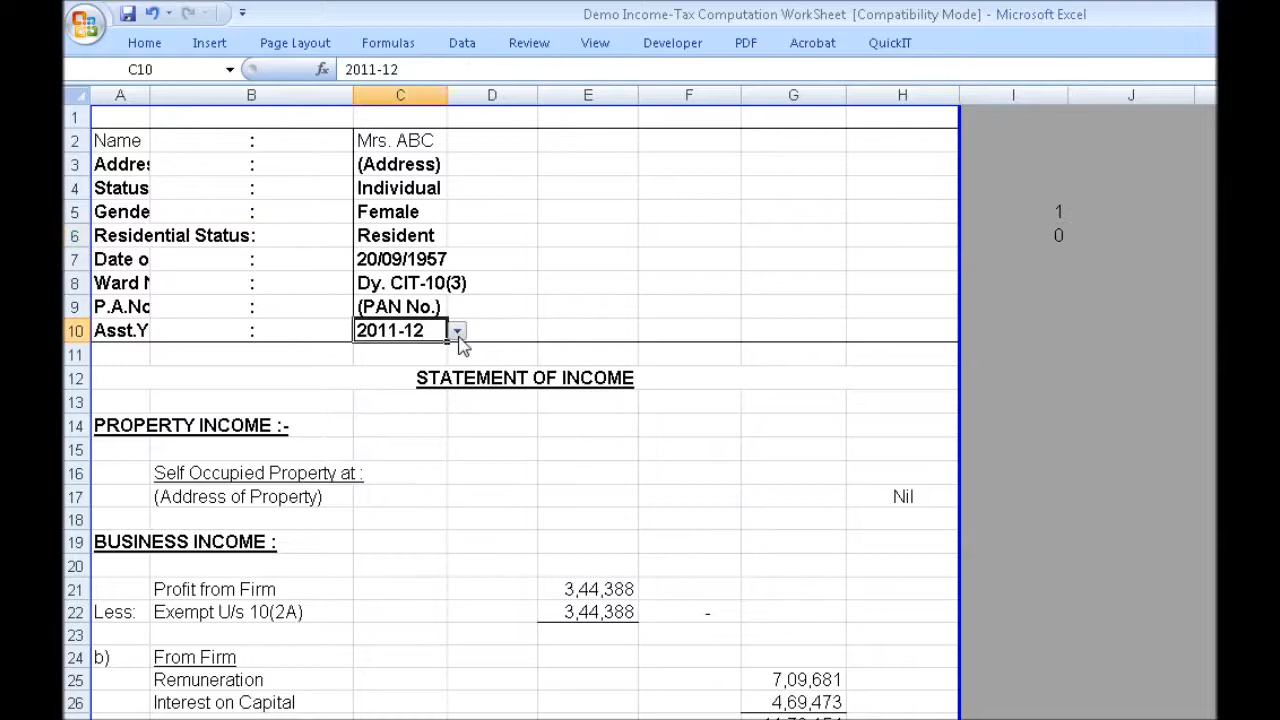 Demo Income-Tax Computation WorkSheet [Compatibility Mode] - Microsoft Excel
Home Insert Page Layout Formulas Data Review View Developer PDF Acrobat QuickIT
C10 fx 2011-12
A B C D E F G H I J
1
2 Name : Mrs. ABC
3 Addres : (Address)
4 Status : Individual
5 Gende : Female 1
6 Residential Status: Resident 0
7 Date o : 20/09/1957
8 Ward N : Dy. CIT-10(3)
9 P.A.No : (PAN No.)
10 Asst.Y : 2011-12
11
12 STATEMENT OF INCOME
13
14 PROPERTY INCOME :-
15
16 Self Occupied Property at :
17 (Address of Property) Nil
18
19 BUSINESS INCOME :
20
21 Profit from Firm 3,44,388
22 Less: Exempt U/s 10(2A) 3,44,388 -
23
24 b) From Firm
25 Remuneration 7,09,681
26 Interest on Capital 4,69,473